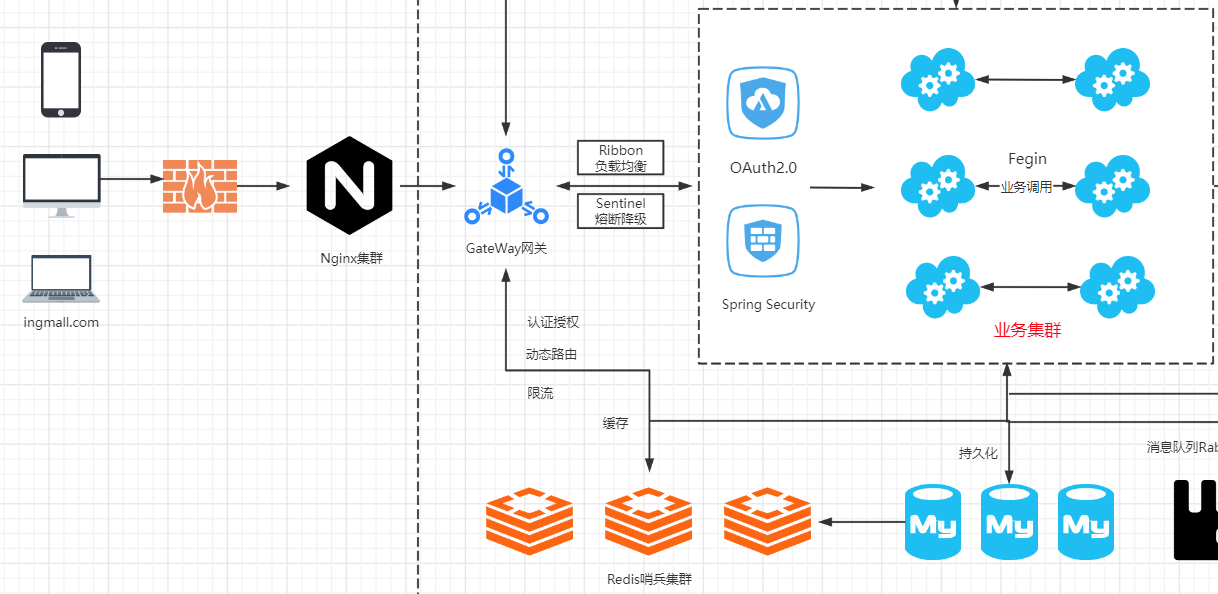 ingmall.com
N
Nginx集群
GateWay网关
Ribbon
负载均衡
Sentinel
熔断降级
OAuth2.0
Spring Security
Fegin
业务调用
业务集群
认证授权
动态路由
限流
缓存
持久化
消息队列Rab
My
My
My
Redis哨兵集群